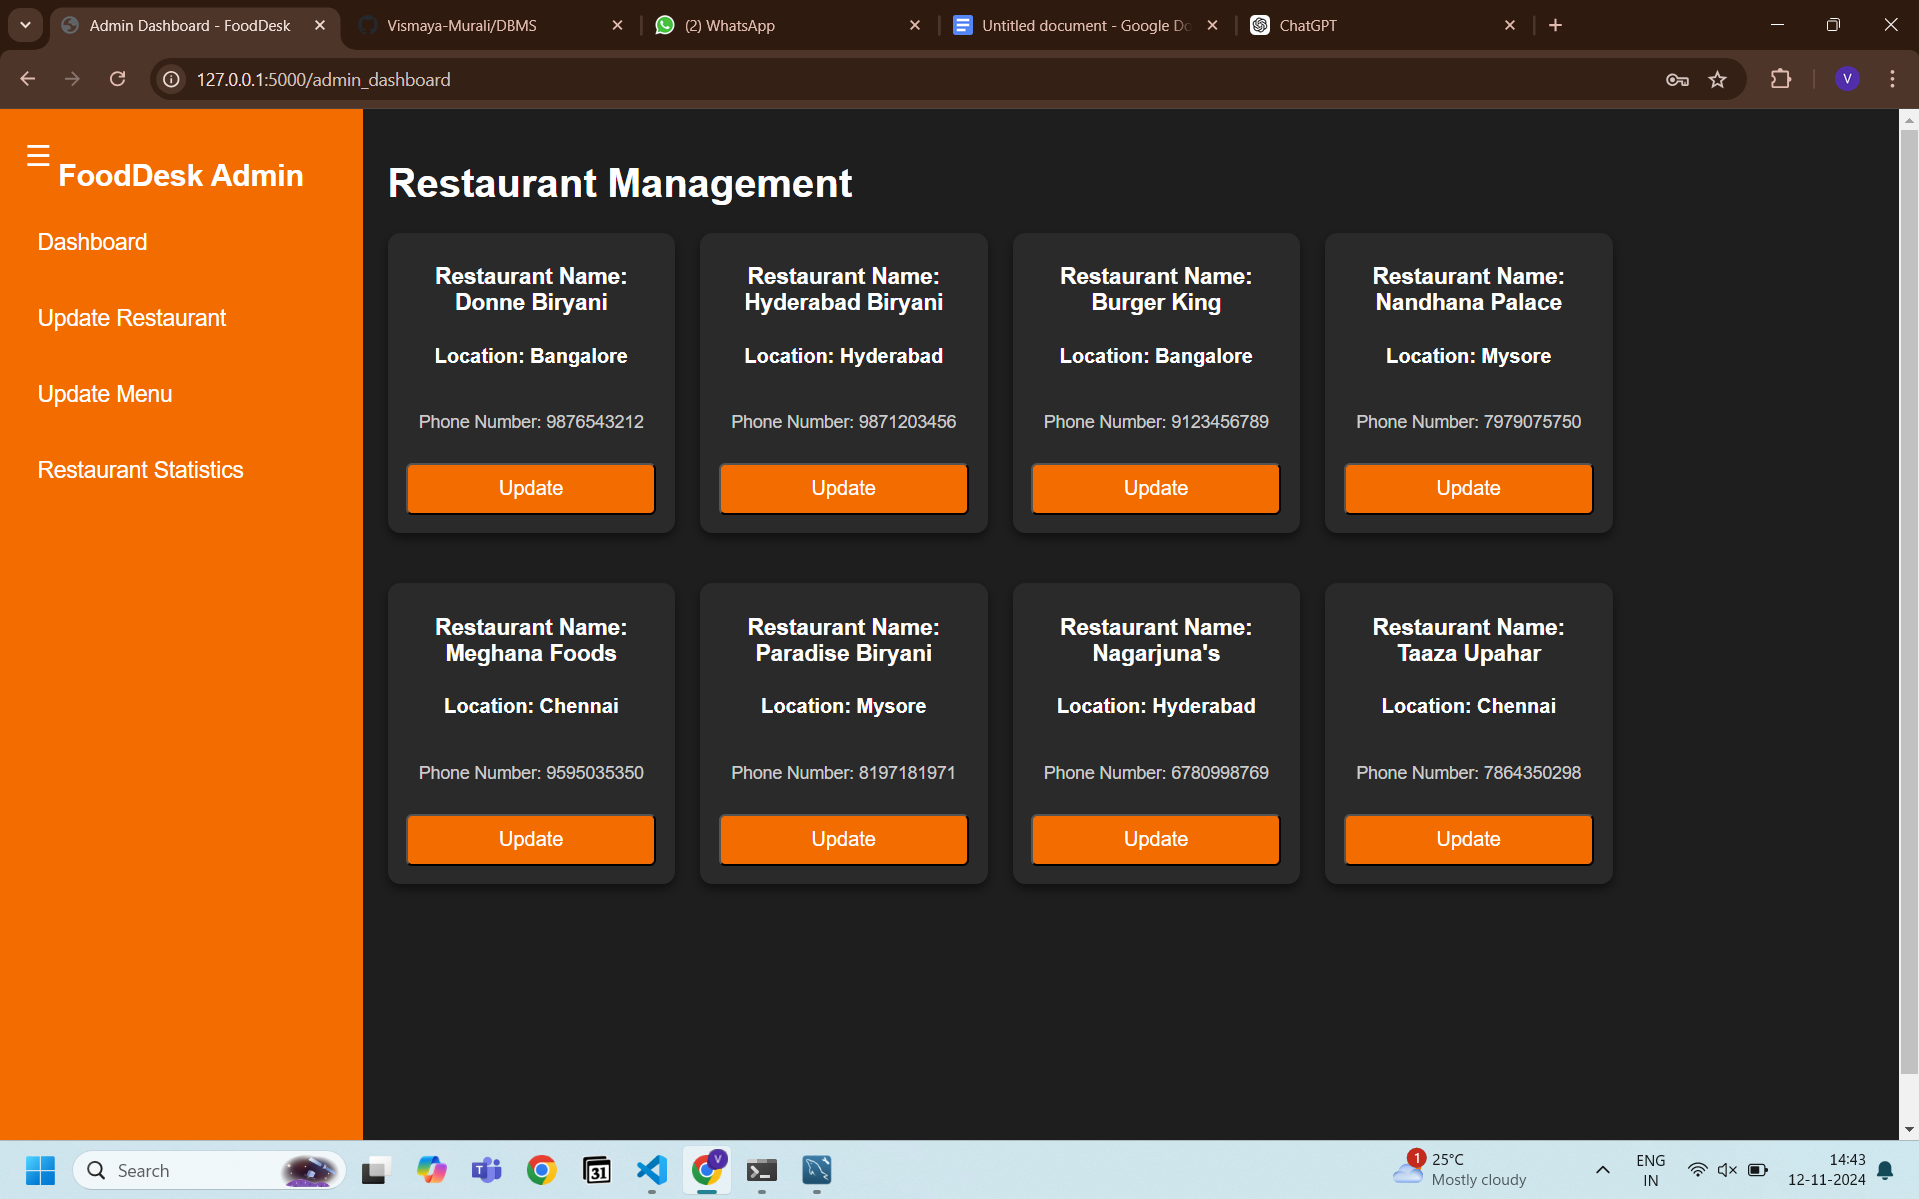 Admin Dashboard - FoodDesk
Vismaya-Murali/DBMS
(2) WhatsApp
Untitled document - Google Do
ChatGPT
127.0.0.1:5000/admin_dashboard
V
FoodDesk Admin
Dashboard
Update Restaurant
Update Menu
Restaurant Statistics
Restaurant Management
Restaurant Name:
Donne Biryani
Location: Bangalore
Phone Number: 9876543212
Update
Restaurant Name:
Hyderabad Biryani
Location: Hyderabad
Phone Number: 9871203456
Update
Restaurant Name:
Burger King
Location: Bangalore
Phone Number: 9123456789
Update
Restaurant Name:
Nandhana Palace
Location: Mysore
Phone Number: 7979075750
Update
Restaurant Name:
Meghana Foods
Location: Chennai
Phone Number: 9595035350
Update
Restaurant Name:
Paradise Biryani
Location: Mysore
Phone Number: 8197181971
Update
Restaurant Name:
Nagarjuna's
Location: Hyderabad
Phone Number: 6780998769
Update
Restaurant Name:
Taaza Upahar
Location: Chennai
Phone Number: 7864350298
Update
Search
31
V
1
25°C
Mostly cloudy
ENG
IN
14:43
12-11-2024